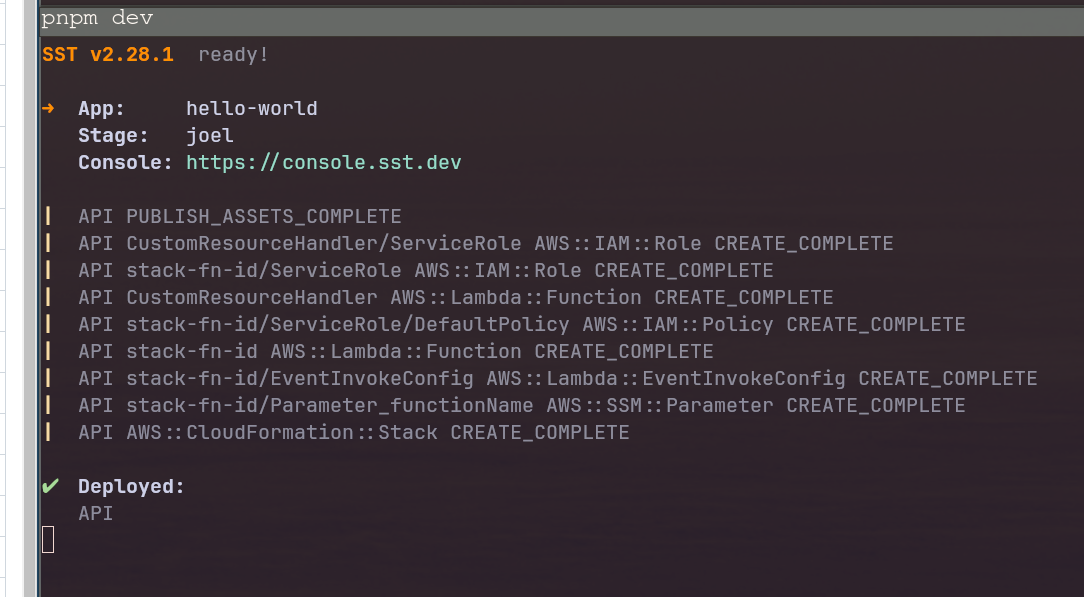 pnpm dev
SST v2.28.1 ready!
➜ App: hello-world
Stage: joel
Console: https://console.sst.dev
| API PUBLISH_ASSETS_COMPLETE
| API CustomResourceHandler/ServiceRole AWS::IAM::Role CREATE_COMPLETE
| API stack-fn-id/ServiceRole AWS::IAM::Role CREATE_COMPLETE
| API CustomResourceHandler AWS::Lambda::Function CREATE_COMPLETE
| API stack-fn-id/ServiceRole/DefaultPolicy AWS::IAM::Policy CREATE_COMPLETE
| API stack-fn-id AWS::Lambda::Function CREATE_COMPLETE
| API stack-fn-id/EventInvokeConfig AWS::Lambda::EventInvokeConfig CREATE_COMPLETE
| API stack-fn-id/Parameter_functionName AWS::SSM::Parameter CREATE_COMPLETE
| API AWS::CloudFormation::Stack CREATE_COMPLETE
✔ Deployed:
API